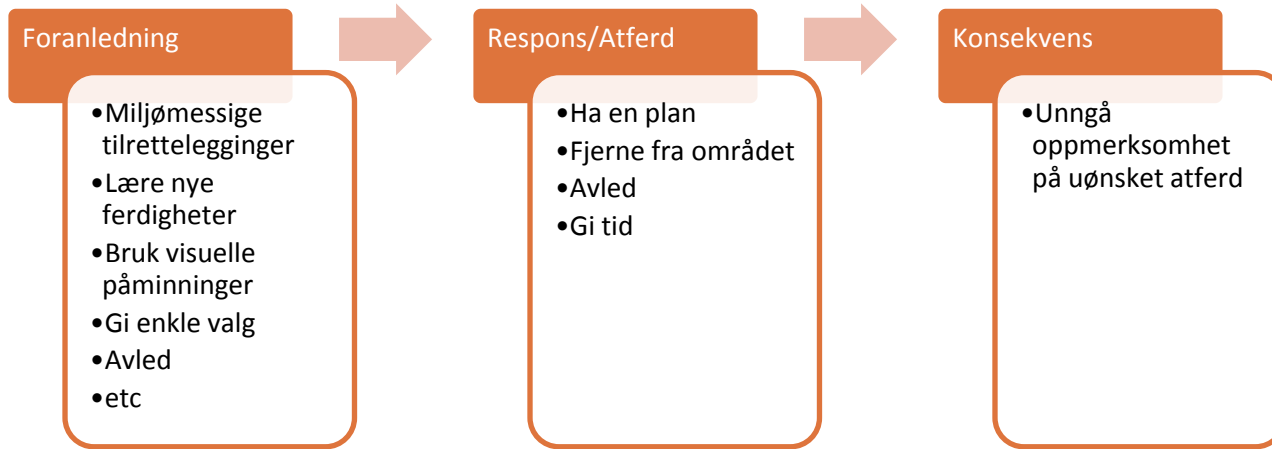 Foranledning
•Miljømessige
tilrettelegginger
•Lære nye
ferdigheter
•Bruk visuelle
påminninger
•Gi enkle valg
•Avled
•etc
Respons/Atferd
•Ha en plan
•Fjerne fra området
•Avled
•Gi tid
Konsekvens
•Unngå
oppmerksomhet
på uønsket atferd